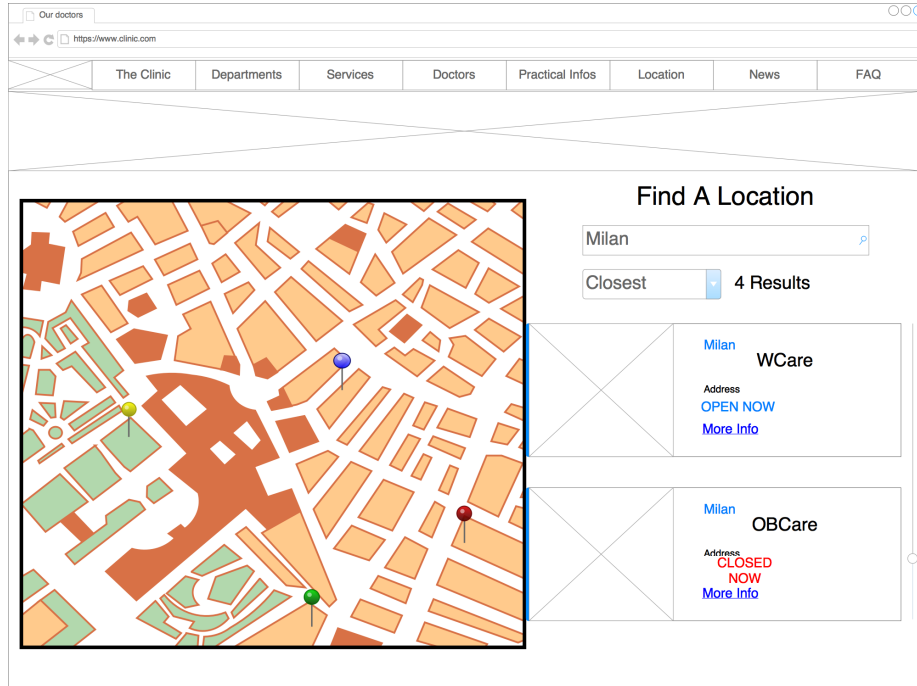 Our doctors
https://www.clinic.com
The Clinic
Departments
Services
Doctors
Practical Infos
Location
News
FAQ
Find A Location
Milan
Closest
4 Results
Milan
WCare
Address
OPEN NOW
More Info
Milan
OBCare
Address
CLOSED
NOW
More Info